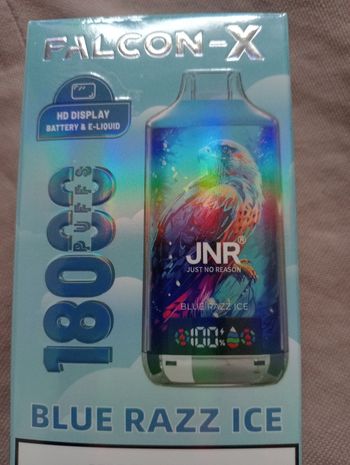 FALCON-X
HD DISPLAY
BATTERY & E-LIQUID
18000
PUFFS
JNR®
JUST NO REASON
BLUE RAZZ ICE
100%
BLUE RAZZ ICE